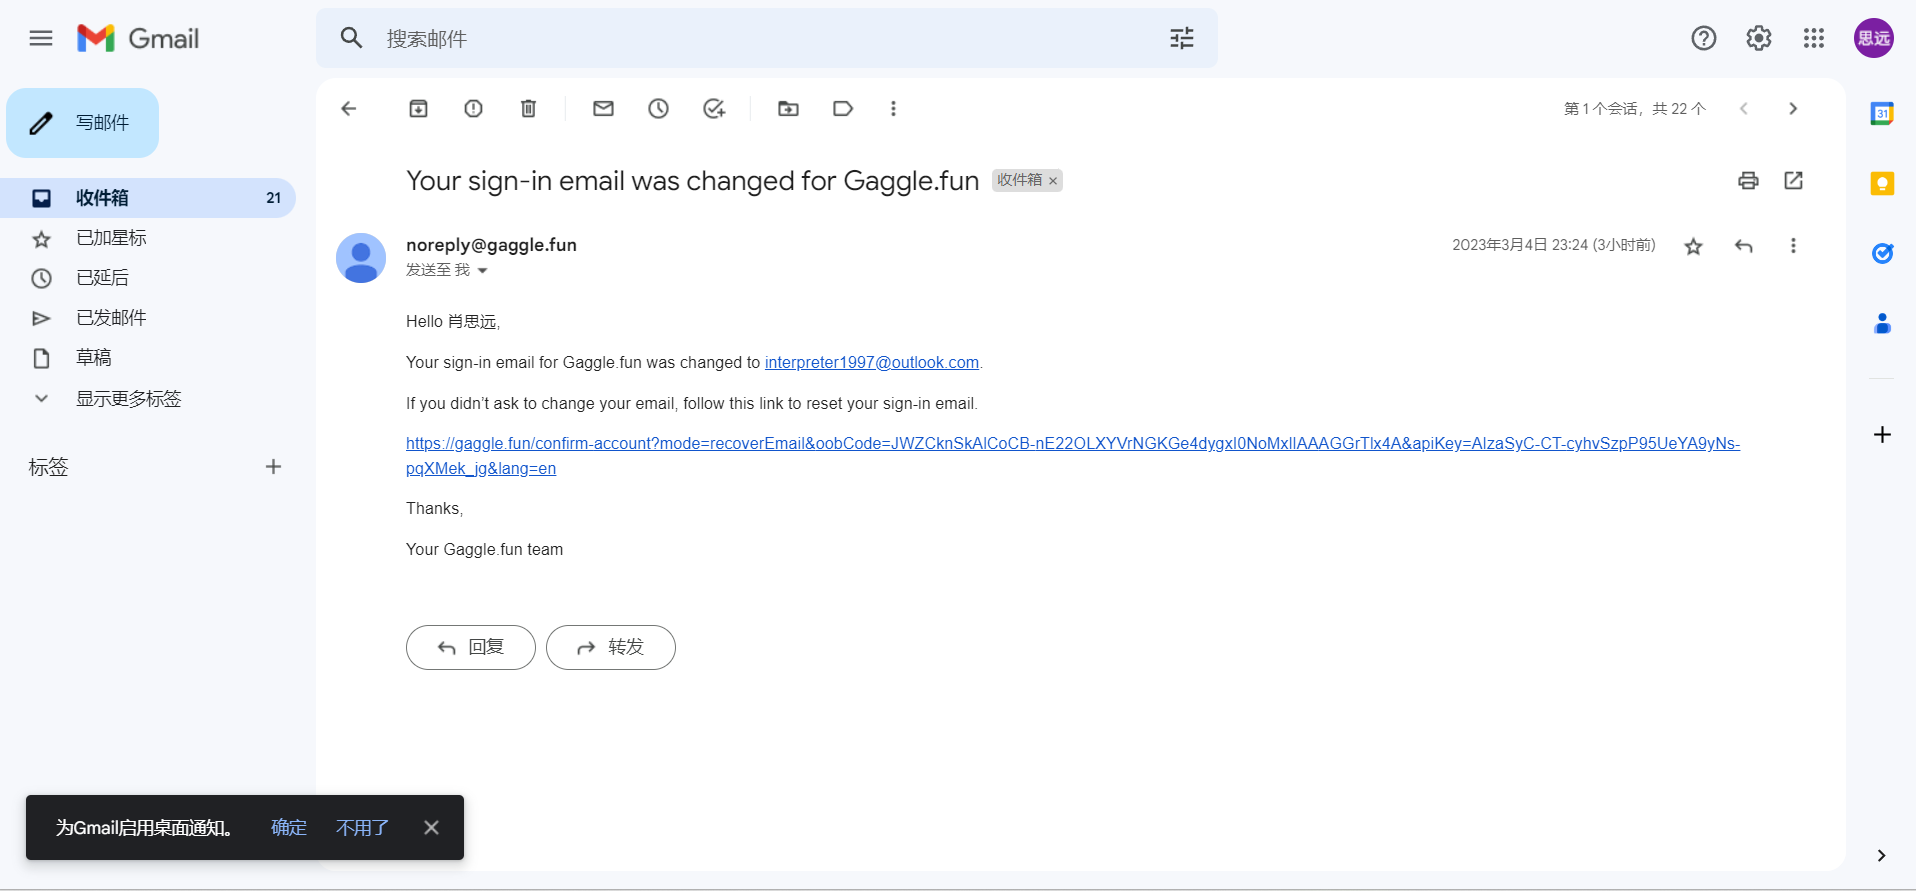 Gmail
搜索邮件
思远
写邮件
第 1 个会话，共 22 个
31
Your sign-in email was changed for Gaggle.fun 收件箱 ×
收件箱 21
已加星标
已延后
已发邮件
草稿
显示更多标签
标签
noreply@gaggle.fun
2023年3月4日 23:24 (3小时前)
发送至 我
Hello 肖思远,
Your sign-in email for Gaggle.fun was changed to interpreter1997@outlook.com.
If you didn’t ask to change your email, follow this link to reset your sign-in email.
https://gaggle.fun/confirm-account?mode=recoverEmail&oobCode=JWZCknSkAlCoCB-nE22OLXYVrNGKGe4dygxl0NoMxllAAAGGrTlx4A&apiKey=AIzaSyC-CT-cyhvSzpP95UeYA9yNs-
pqXMek_jg&lang=en
Thanks,
Your Gaggle.fun team
回复
转发
为Gmail启用桌面通知。 确定 不用了